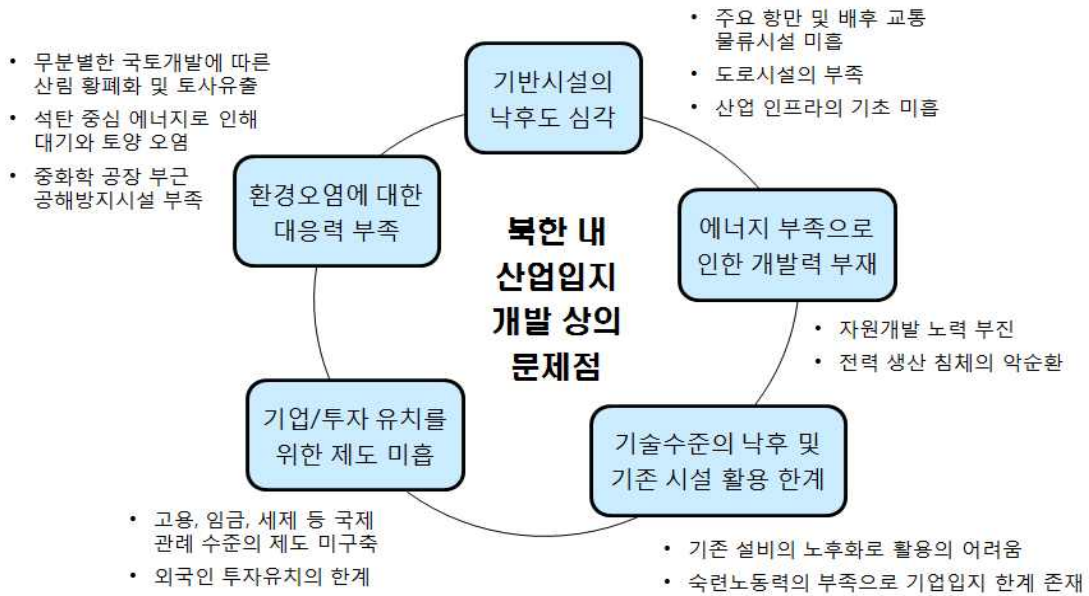 북한 내
산업입지
개발 상의
문제점
기반시설의
낙후도 심각
• 주요 항만 및 배후 교통
물류시설 미흡
• 도로시설의 부족
• 산업 인프라의 기초 미흡
에너지 부족으로
인한 개발력 부재
• 자원개발 노력 부진
• 전력 생산 침체의 악순환
기술수준의 낙후 및
기존 시설 활용 한계
• 기존 설비의 노후화로 활용의 어려움
• 숙련노동력의 부족으로 기업입지 한계 존재
기업/투자 유치를
위한 제도 미흡
• 고용, 임금, 세제 등 국제
관례 수준의 제도 미구축
• 외국인 투자유치의 한계
환경오염에 대한
대응력 부족
• 무분별한 국토개발에 따른
산림 황폐화 및 토사유출
• 석탄 중심 에너지로 인해
대기와 토양 오염
• 중화학 공장 부근
공해방지시설 부족